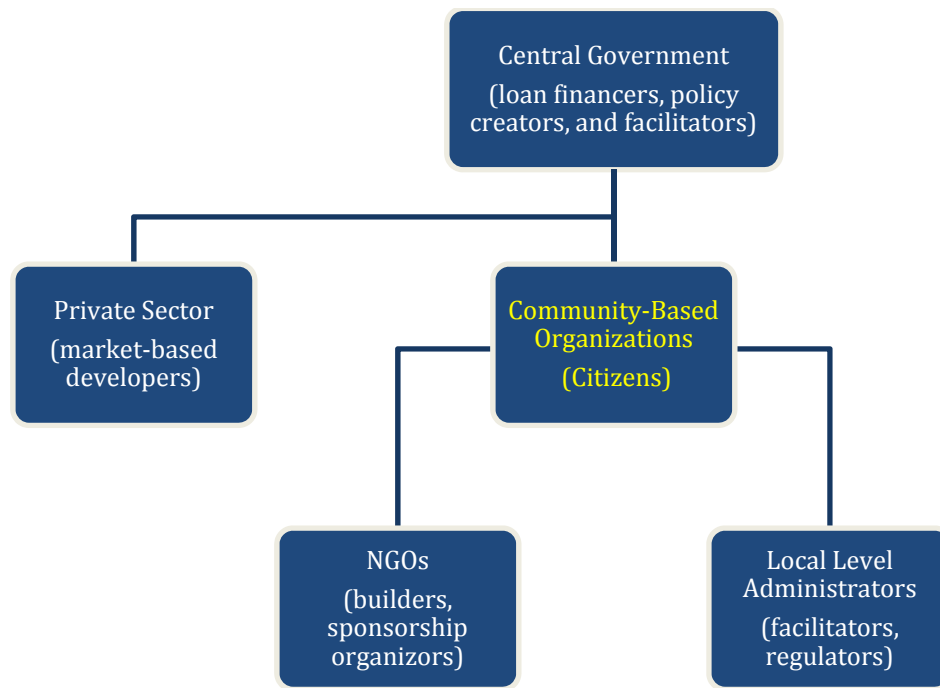 Central Government
(loan financers, policy
creators, and facilitators)
Private Sector
(market-based
developers)
Community-Based
Organizations
(Citizens)
NGOs
(builders,
sponsorship
organizors)
Local Level
Administrators
(facilitators,
regulators)